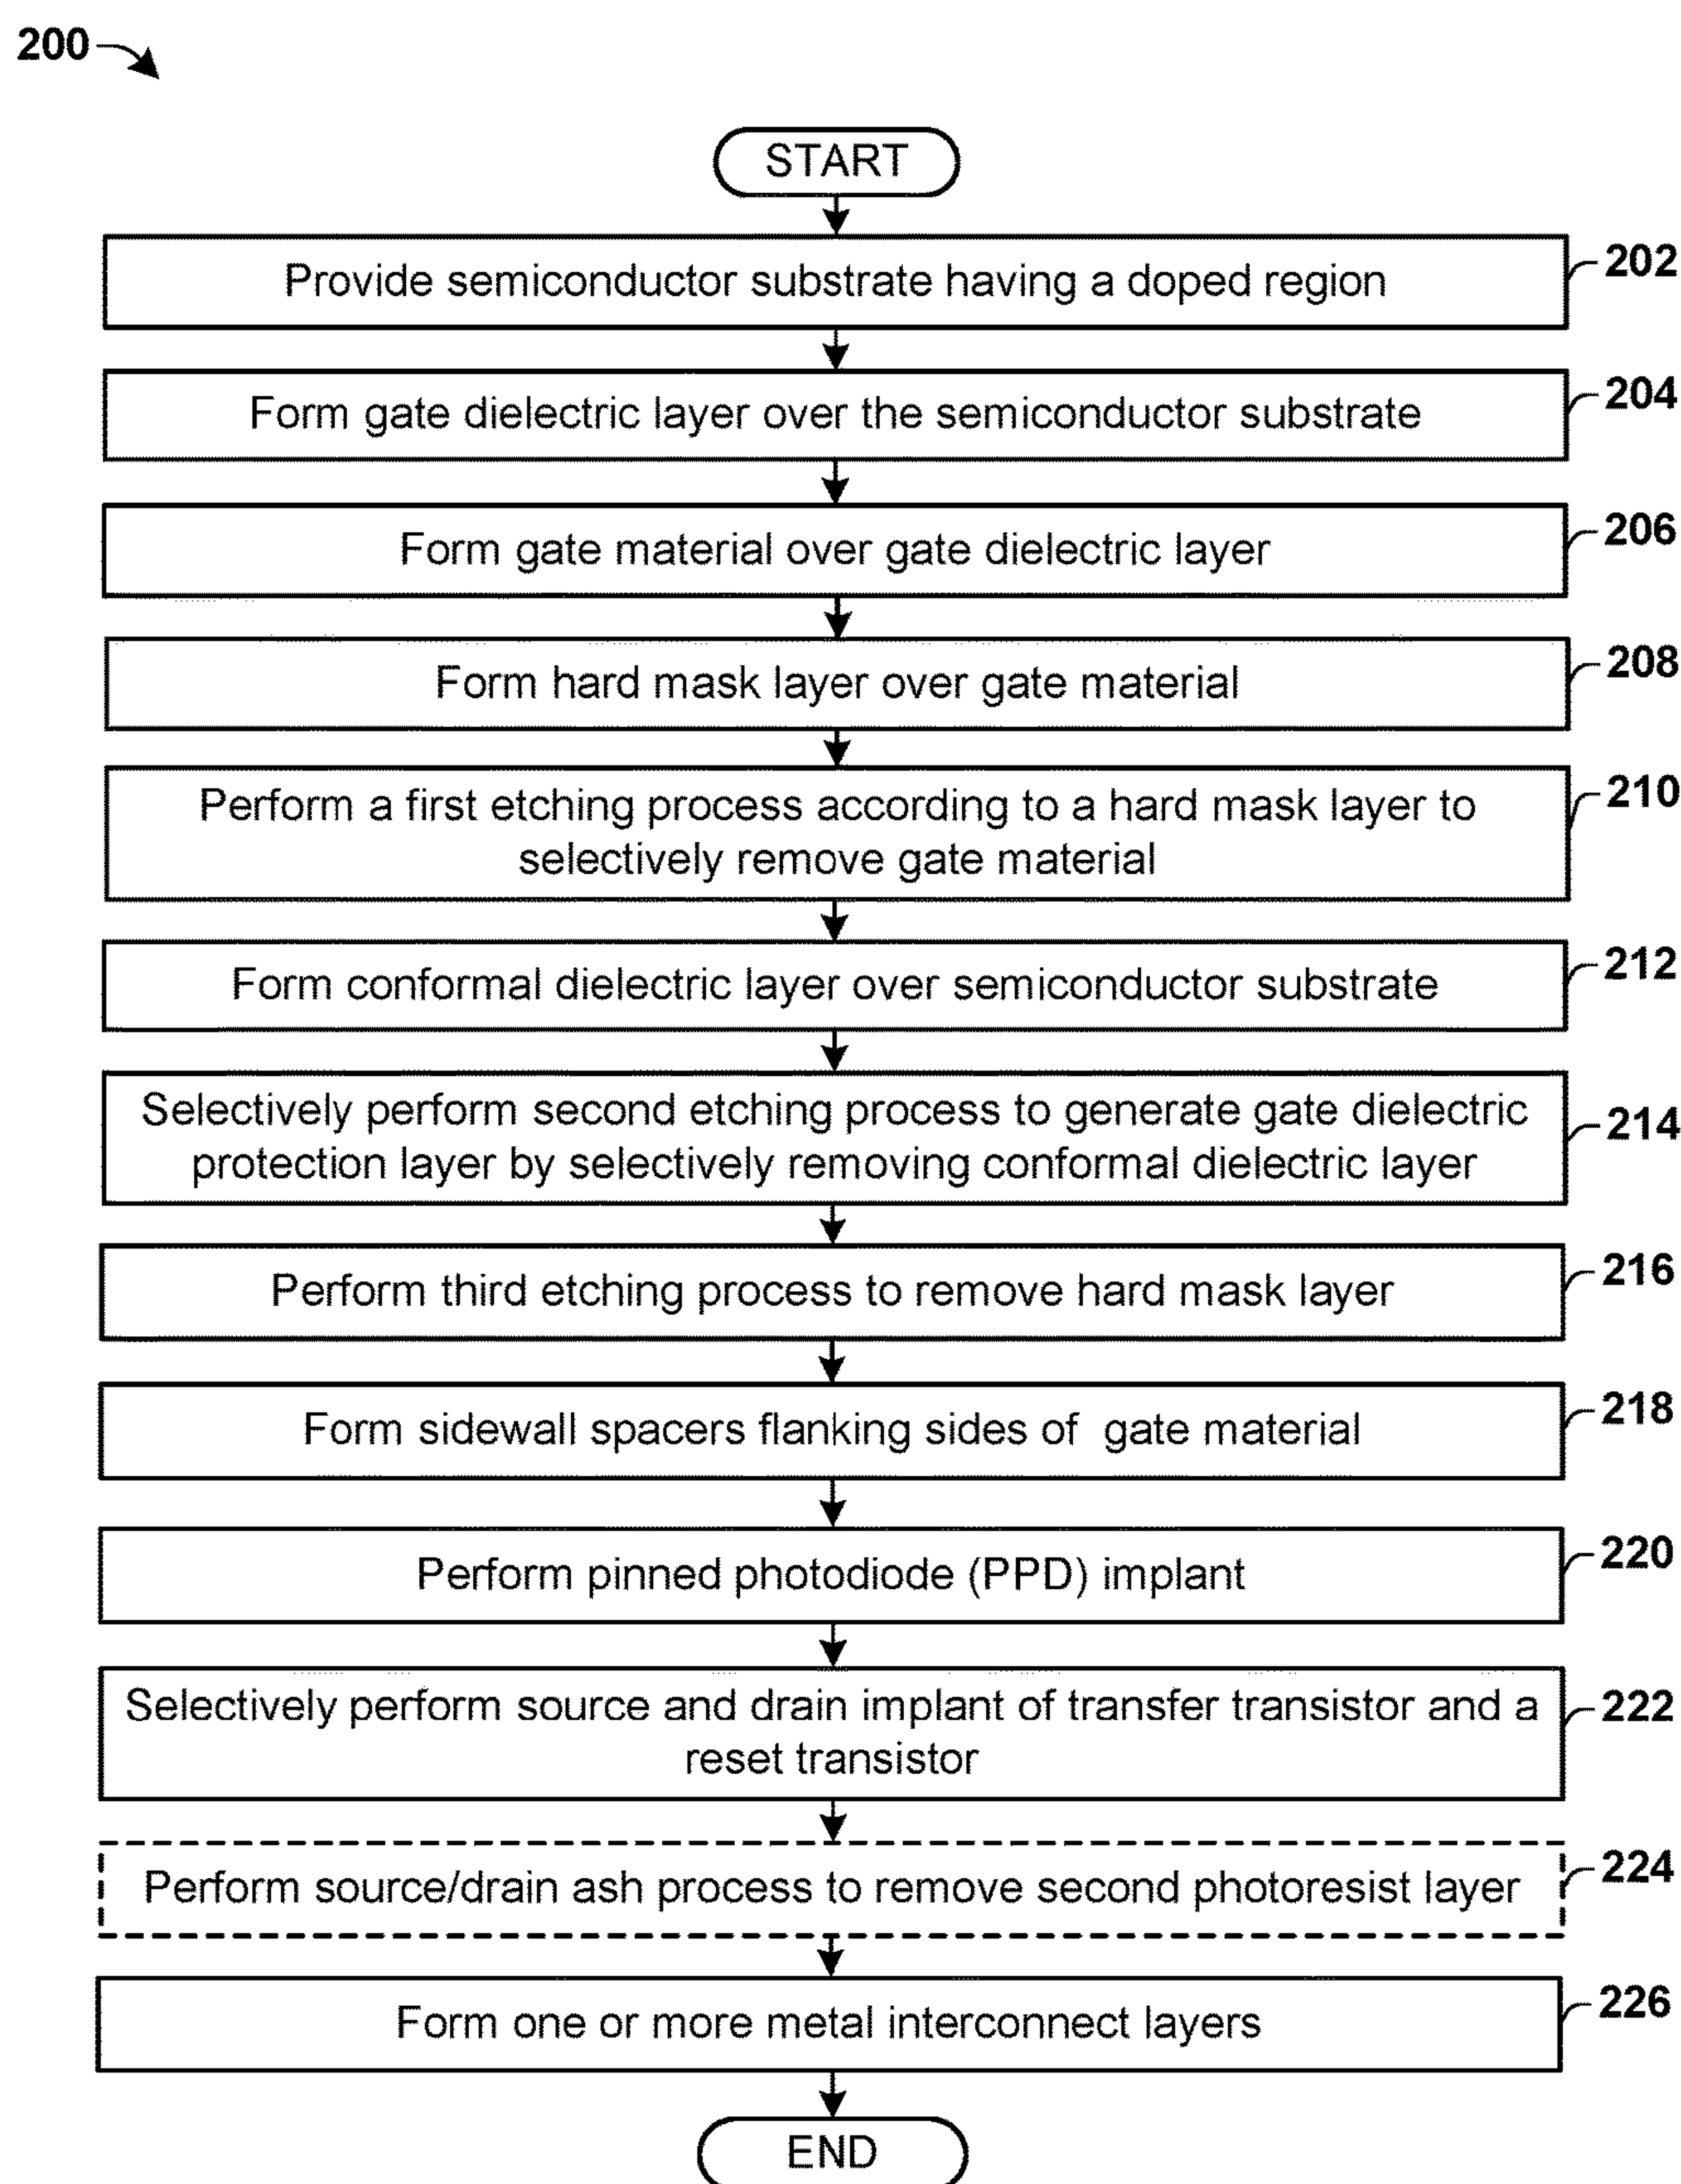 200
START
Provide semiconductor substrate having a doped region
202
Form gate dielectric layer over the semiconductor substrate
204
Form gate material over gate dielectric layer
206
Form hard mask layer over gate material
208
Perform a first etching process according to a hard mask layer to
selectively remove gate material
210
Form conformal dielectric layer over semiconductor substrate
212
Selectively perform second etching process to generate gate dielectric
protection layer by selectively removing conformal dielectric layer
214
Perform third etching process to remove hard mask layer
216
Form sidewall spacers flanking sides of gate material
218
Perform pinned photodiode (PPD) implant
220
Selectively perform source and drain implant of transfer transistor and a
reset transistor
222
Perform source/drain ash process to remove second photoresist layer
224
Form one or more metal interconnect layers
226
END